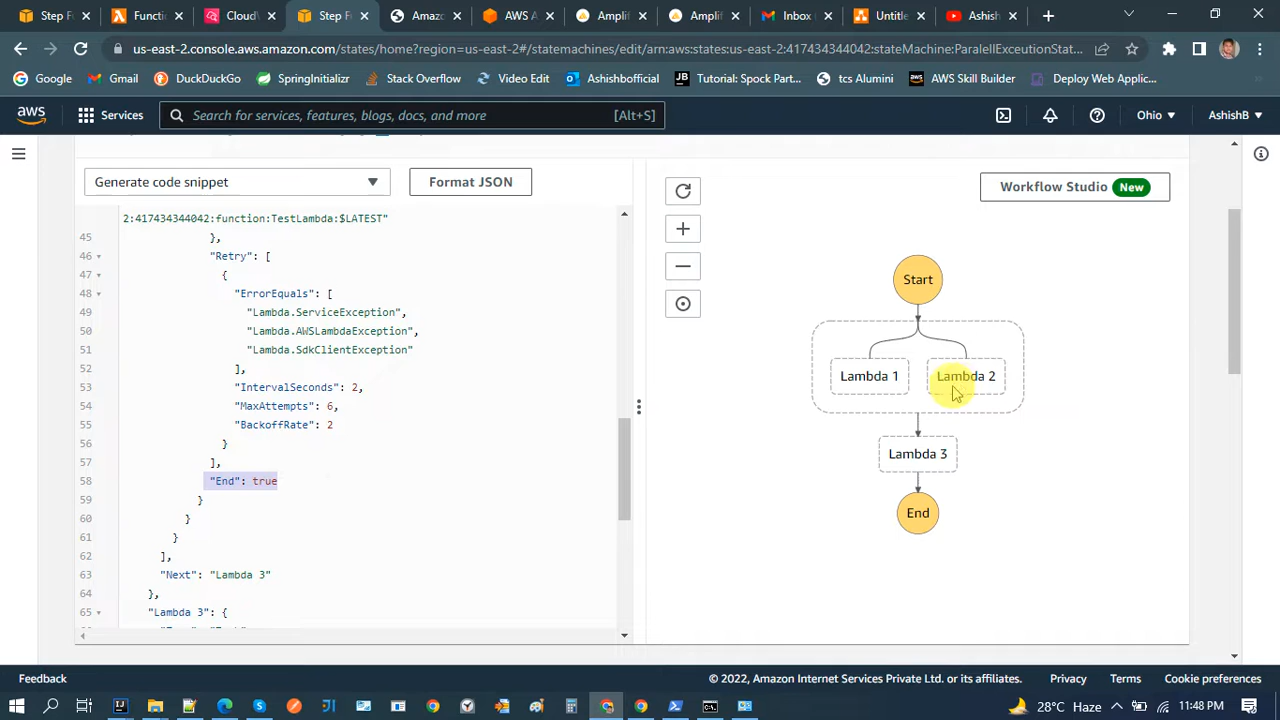 Step F
Functi
CloudV
Step F
Amazo
AWS A
Amplif
Amplif
Inbox (
Untitle
Ashish
us-east-2.console.aws.amazon.com/states/home?region=us-east-2#/statemachines/edit/arn:aws:states:us-east-2:417434344042:stateMachine:ParalellExceutionStat...
Google
Gmail
DuckDuckGo
SpringInitializr
Stack Overflow
Video Edit
Ashishbofficial
Tutorial: Spock Part...
tcs Alumini
AWS Skill Builder
Deploy Web Applic...
aws
Services
Search for services, features, blogs, docs, and more
[Alt+S]
Ohio
AshishB
Generate code snippet
Format JSON
Workflow Studio New
2:417434344042:function:TestLambda:$LATEST"
45 },
46 "Retry": [
47 {
48 "ErrorEquals": [
49 "Lambda.ServiceException",
50 "Lambda.AWSLambdaException",
51 "Lambda.SdkClientException"
52 ],
53 "IntervalSeconds": 2,
54 "MaxAttempts": 6,
55 "BackoffRate": 2
56 }
57 ],
58 "End": true
59 }
60 }
61 }
62 ],
63 "Next": "Lambda 3"
64 },
65 "Lambda 3": {
Start
Lambda 1
Lambda 2
Lambda 3
End
Feedback
© 2022, Amazon Internet Services Private Ltd. or its affiliates.
Privacy
Terms
Cookie preferences
28°C Haze
11:48 PM